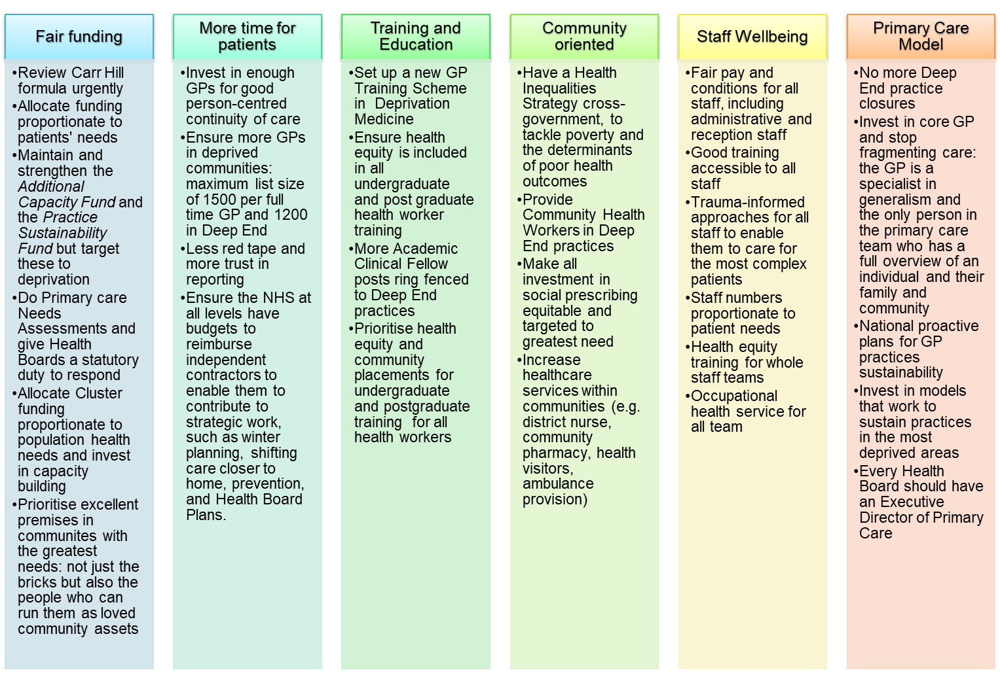 Fair funding
•Review Carr Hill
formula urgently
•Allocate funding
proportionate to
patients' needs
•Maintain and
strengthen the
Additional
Capacity Fund and
the Practice
Sustainability
Fund but target
these to
deprivation
•Do Primary care
Needs
Assessments and
give Health
Boards a statutory
duty to respond
•Allocate Cluster
funding
proportionate to
population health
needs and invest
in capacity
building
•Prioritise excellent
premises in
communites with
the greatest
needs: not just the
bricks but also the
people who can
run them as loved
community assets
More time for
patients
•Invest in enough
GPs for good
person-centred
continuity of care
•Ensure more GPs
in deprived
communities:
maximum list size
of 1500 per full
time GP and 1200
in Deep End
•Less red tape and
more trust in
reporting
•Ensure the NHS at
all levels have
budgets to
reimburse
independent
contractors to
enable them to
contribute to
strategic work,
such as winter
planning, shifting
care closer to
home, prevention,
and Health Board
Plans.
Training and
Education
•Set up a new GP
Training Scheme
in Deprivation
Medicine
•Ensure health
equity is included
in all
undergraduate
and post graduate
health worker
training
•More Academic
Clinical Fellow
posts ring fenced
to Deep End
practices
•Prioritise health
equity and
community
placements for
undergraduate
and postgraduate
training for all
health workers
Community
oriented
•Have a Health
Inequalities
Strategy cross-
government, to
tackle poverty and
the determinants
of poor health
outcomes
•Provide
Community Health
Workers in Deep
End practices
•Make all
investment in
social prescribing
equitable and
targeted to
greatest need
•Increase
healthcare
services within
communities (e.g.
district nurse,
community
pharmacy, health
visitors,
ambulance
provision)
Staff Wellbeing
•Fair pay and
conditions for all
staff, including
administrative and
reception staff
•Good training
accessible to all
staff
•Trauma-informed
approaches for all
staff to enable
them to care for
the most complex
patients
•Staff numbers
proportionate to
patient needs
•Health equity
training for whole
staff teams
•Occupational
health service for
all team
Primary Care
Model
•No more Deep
End practice
closures
•Invest in core GP
and stop
fragmenting care:
the GP is a
specialist in
generalism and
the only person in
the primary care
team who has a
full overview of an
individual and their
family and
community
•National proactive
plans for GP
practices
sustainability
•Invest in models
that work to
sustain practices
in the most
deprived areas
•Every Health
Board should have
an Executive
Director of Primary
Care